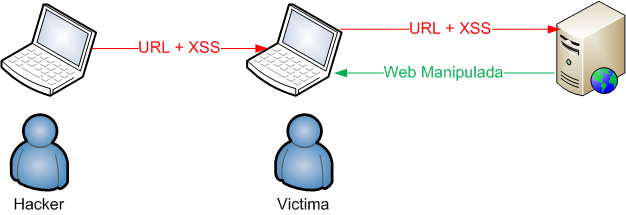 URL + XSS
URL + XSS
Web Manipulada
Hacker
Victima